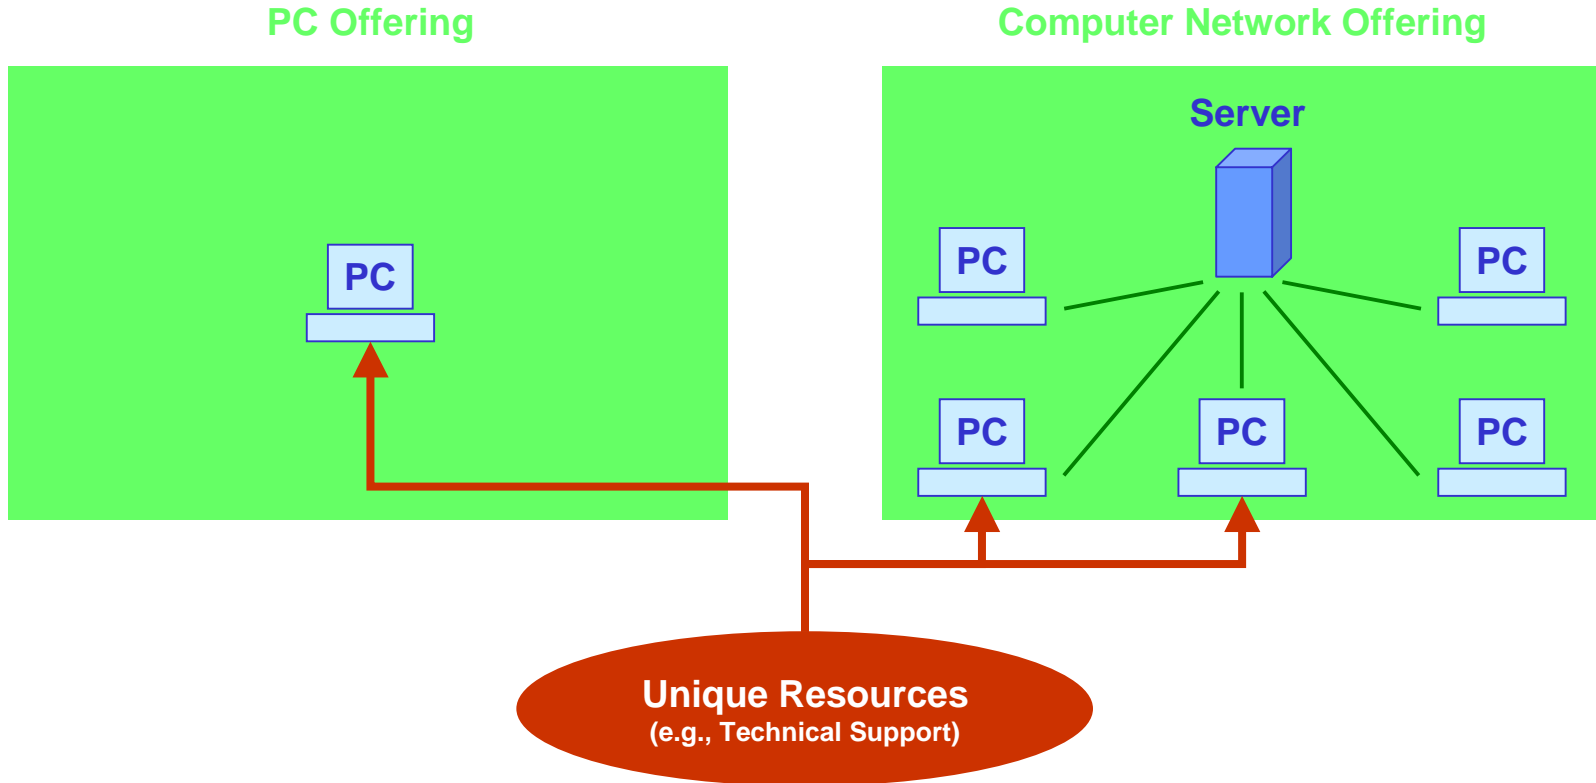 PC Offering
Computer Network Offering
Server
PC
PC
PC
PC
PC
PC
Unique Resources
(e.g., Technical Support)